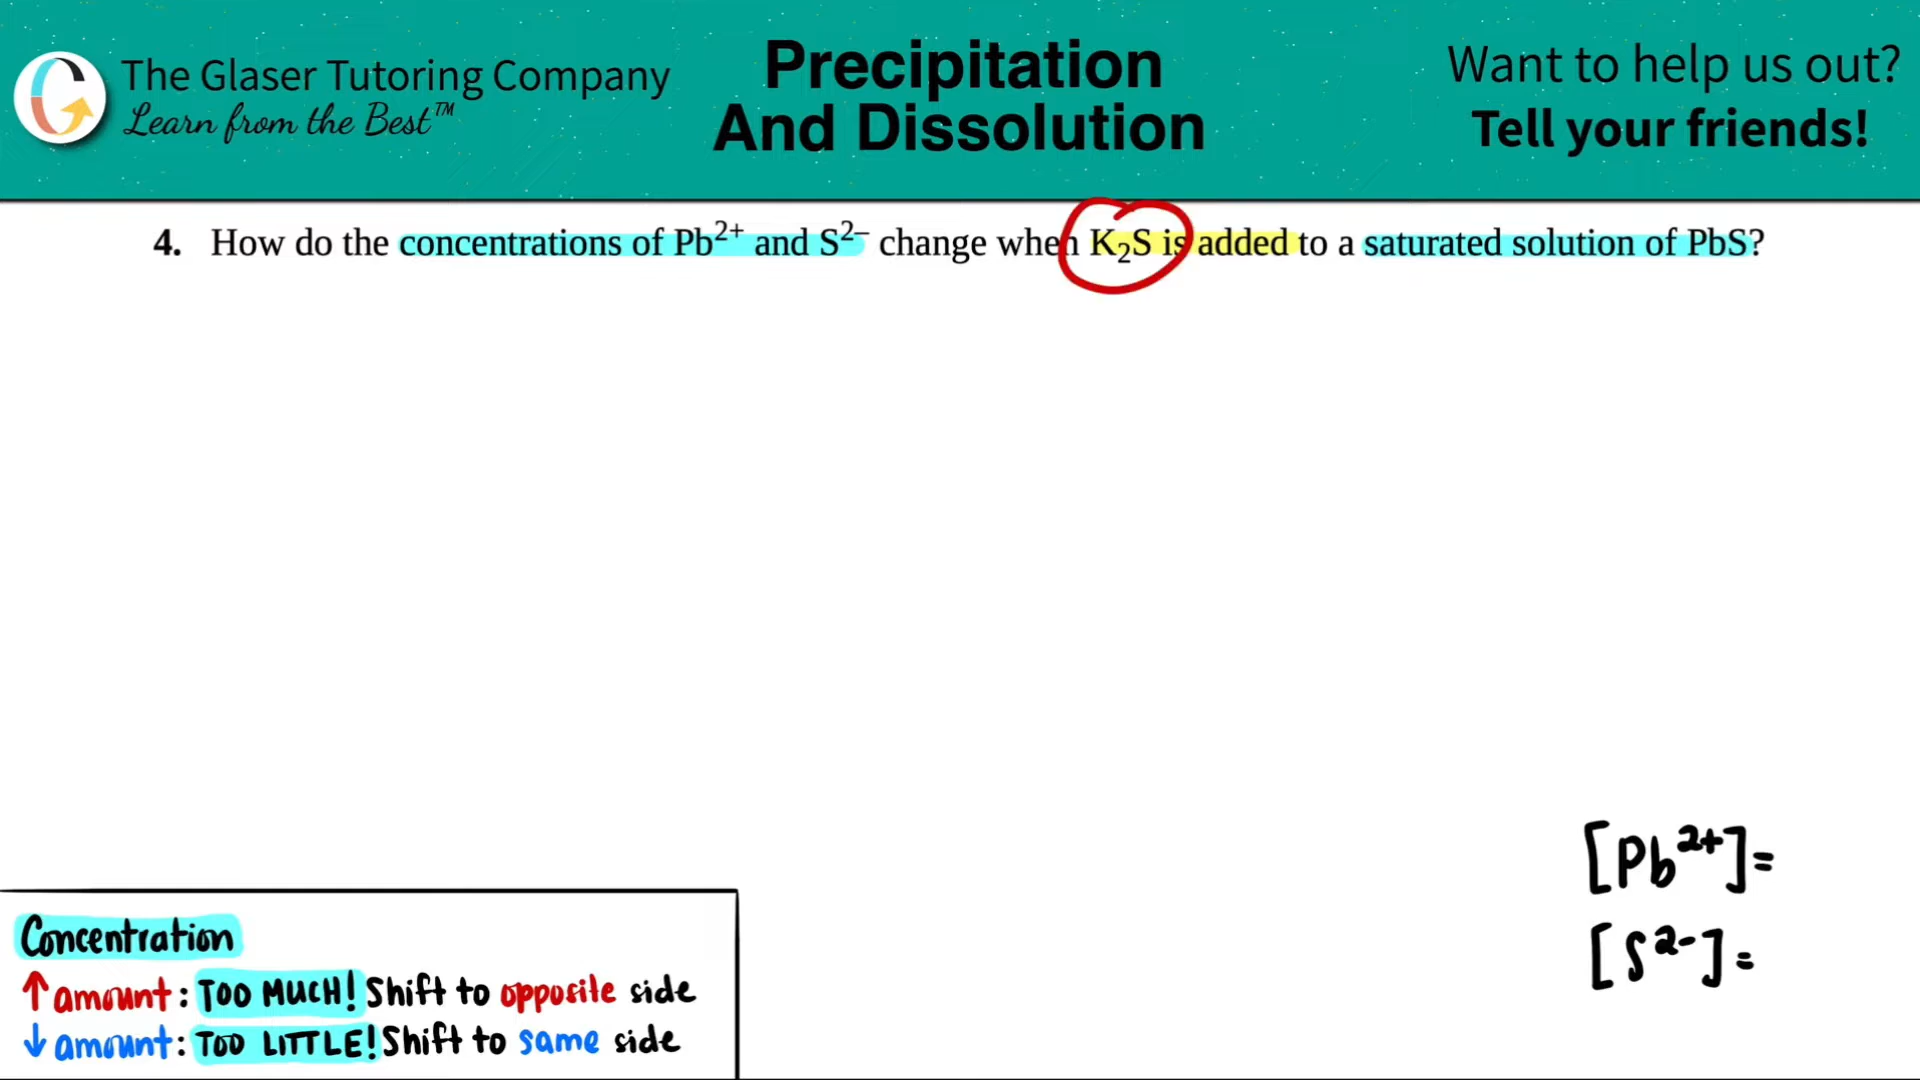 The Glaser Tutoring Company
Learn from the Best™
Precipitation
And Dissolution
Want to help us out?
Tell your friends!
4. How do the concentrations of Pb²⁺ and S²⁻ change when K₂S is added to a saturated solution of PbS?
[Pb²⁺]=
[S²⁻]=
Concentration
↑ amount: TOO MUCH! Shift to opposite side
↓ amount: TOO LITTLE! Shift to same side